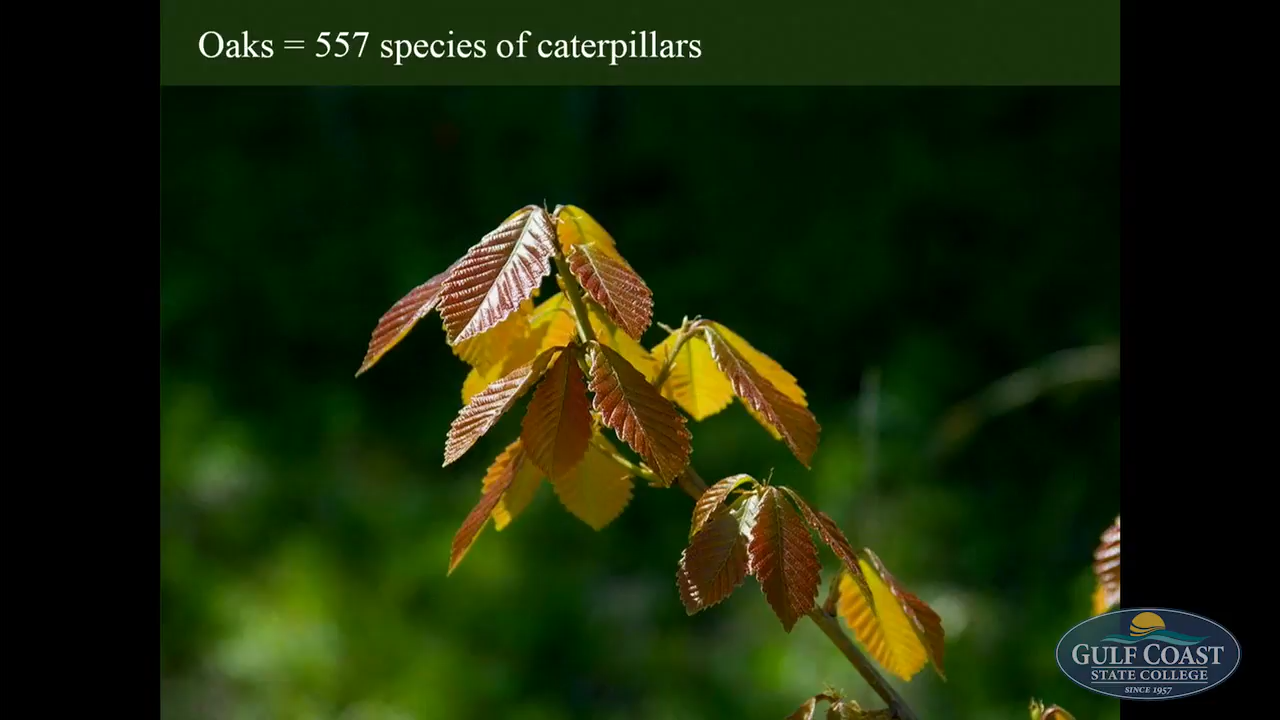 Oaks = 557 species of caterpillars
GULF COAST
STATE COLLEGE
SINCE 1957